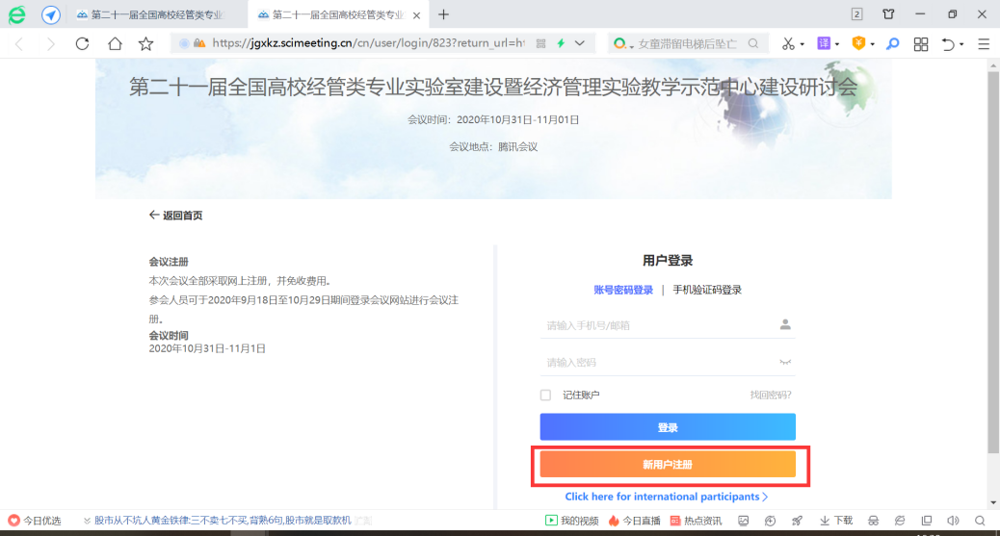 第二十一届全国高校经管类专业
第二十一届全国高校经管类专业
2
https://jgxkz.scimeeting.cn/cn/user/login/823?return_url=ht
女童滞留电梯后坠亡
译
第二十一届全国高校经管类专业实验室建设暨经济管理实验教学示范中心建设研讨会
会议时间：2020年10月31日-11月01日
会议地点：腾讯会议
返回首页
会议注册
本次会议全部采取网上注册，并免收费用。
参会人员可于2020年9月18日至10月29日期间登录会议网站进行会议注
册。
会议时间
2020年10月31日-11月1日
用户登录
账号密码登录 | 手机验证码登录
请输入手机号/邮箱
请输入密码
记住账户 找回密码?
登录
新用户注册
Click here for international participants
今日优选 股市从不坑人黄金铁律:三不卖七不买,背熟6句,股市就是取款机 我的视频 今日直播 热点资讯 下载